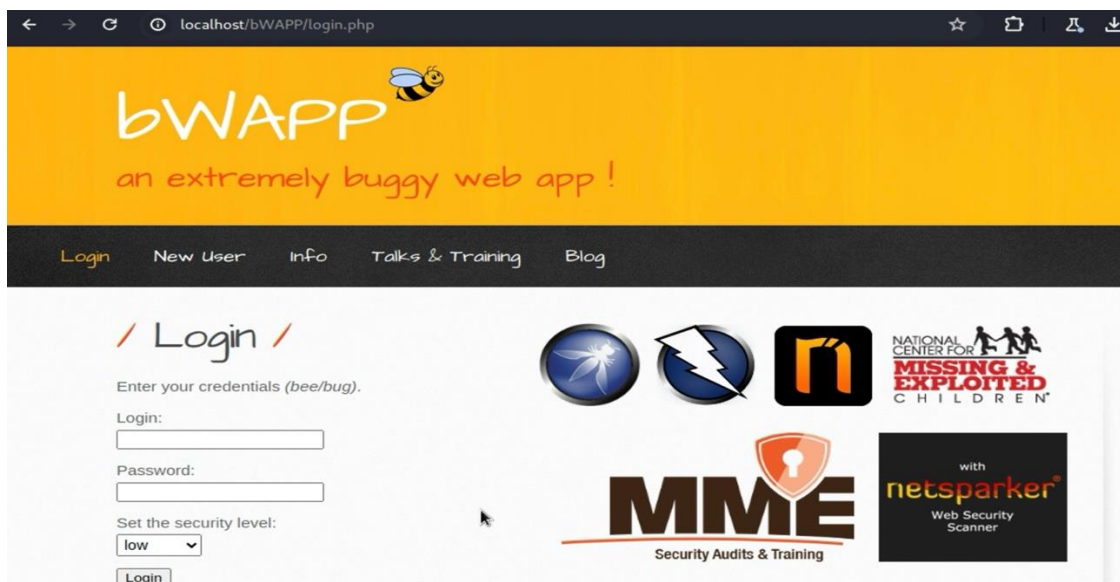 localhost/bWAPP/login.php
bWAPP
an extremely buggy web app !
Login New User Info Talks & Training Blog
/ Login /
Enter your credentials (bee/bug).
Login:
Password:
Set the security level:
low
Login
n
NATIONAL
CENTER FOR
MISSING &
EXPLOITED
CHILDREN
MME
Security Audits & Training
with
netsparker
Web Security
Scanner